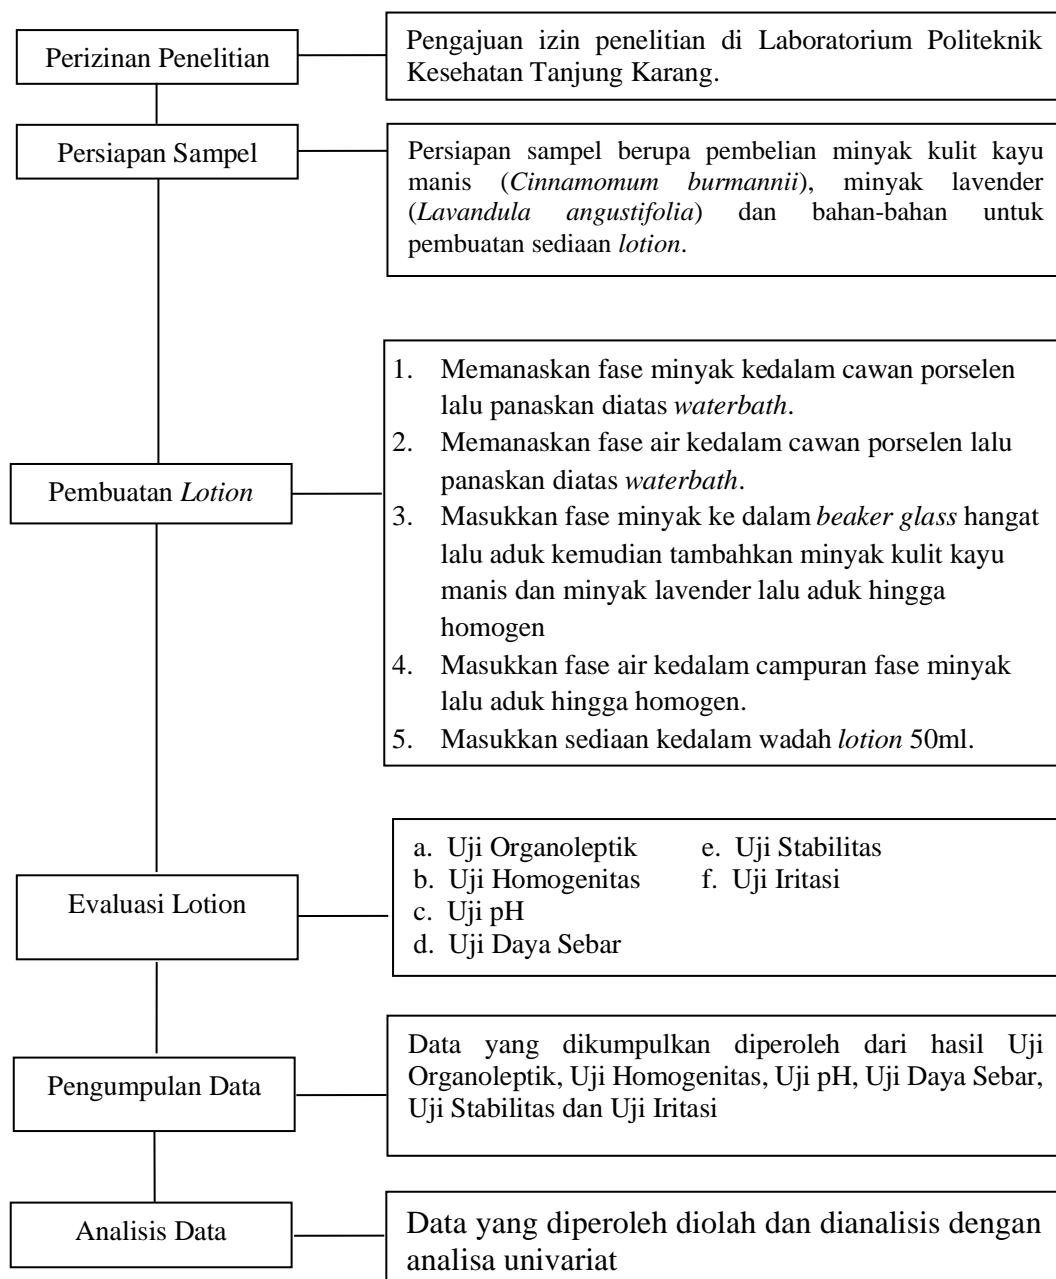 Perizinan Penelitian
Pengajuan izin penelitian di Laboratorium Politeknik
Kesehatan Tanjung Karang.
Persiapan Sampel
Persiapan sampel berupa pembelian minyak kulit kayu
manis (Cinnamomum burmannii), minyak lavender
(Lavandula angustifolia) dan bahan-bahan untuk
pembuatan sediaan lotion.
Pembuatan Lotion
1. Memanaskan fase minyak kedalam cawan porselen
lalu panaskan diatas waterbath.
2. Memanaskan fase air kedalam cawan porselen lalu
panaskan diatas waterbath.
3. Masukkan fase minyak ke dalam beaker glass hangat
lalu aduk kemudian tambahkan minyak kulit kayu
manis dan minyak lavender lalu aduk hingga
homogen
4. Masukkan fase air kedalam campuran fase minyak
lalu aduk hingga homogen.
5. Masukkan sediaan kedalam wadah lotion 50ml.
Evaluasi Lotion
a. Uji Organoleptik
b. Uji Homogenitas
c. Uji pH
d. Uji Daya Sebar
e. Uji Stabilitas
f. Uji Iritasi
Pengumpulan Data
Data yang dikumpulkan diperoleh dari hasil Uji
Organoleptik, Uji Homogenitas, Uji pH, Uji Daya Sebar,
Uji Stabilitas dan Uji Iritasi
Analisis Data
Data yang diperoleh diolah dan dianalisis dengan
analisa univariat